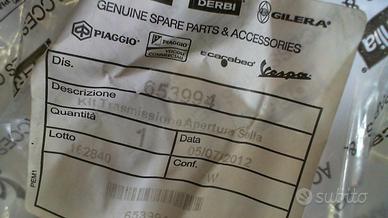 DERBI
GILERA
GENUINE SPARE PARTS & ACCESSORIES
PIAGGIO
PIAGGIO
VEICOLI
COMMERCIALI
Vespa
Dis.
653994
Descrizione
Kit Trasmissione Apertura Sella
Quantità
1
Data
05/07/2012
Lotto
162840
Conf.
W
PEM1
subito